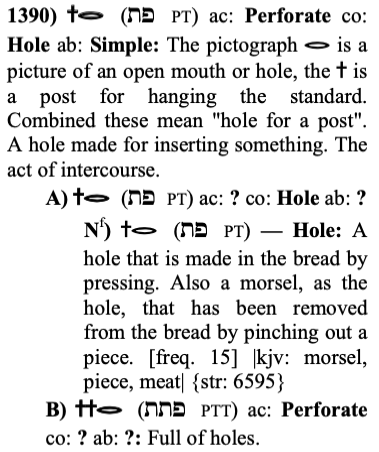 1390) (פת PT) ac: Perforate co:
Hole ab: Simple: The pictograph is a
picture of an open mouth or hole, the is
a post for hanging the standard.
Combined these mean "hole for a post".
A hole made for inserting something. The
act of intercourse.
A) (פת PT) ac: ? co: Hole ab: ?
Nᶠ) (פת PT) — Hole: A
hole that is made in the bread by
pressing. Also a morsel, as the
hole, that has been removed
from the bread by pinching out a
piece. [freq. 15] |kjv: morsel,
piece, meat| {str: 6595}
B) (פתת PTT) ac: Perforate
co: ? ab: ?: Full of holes.